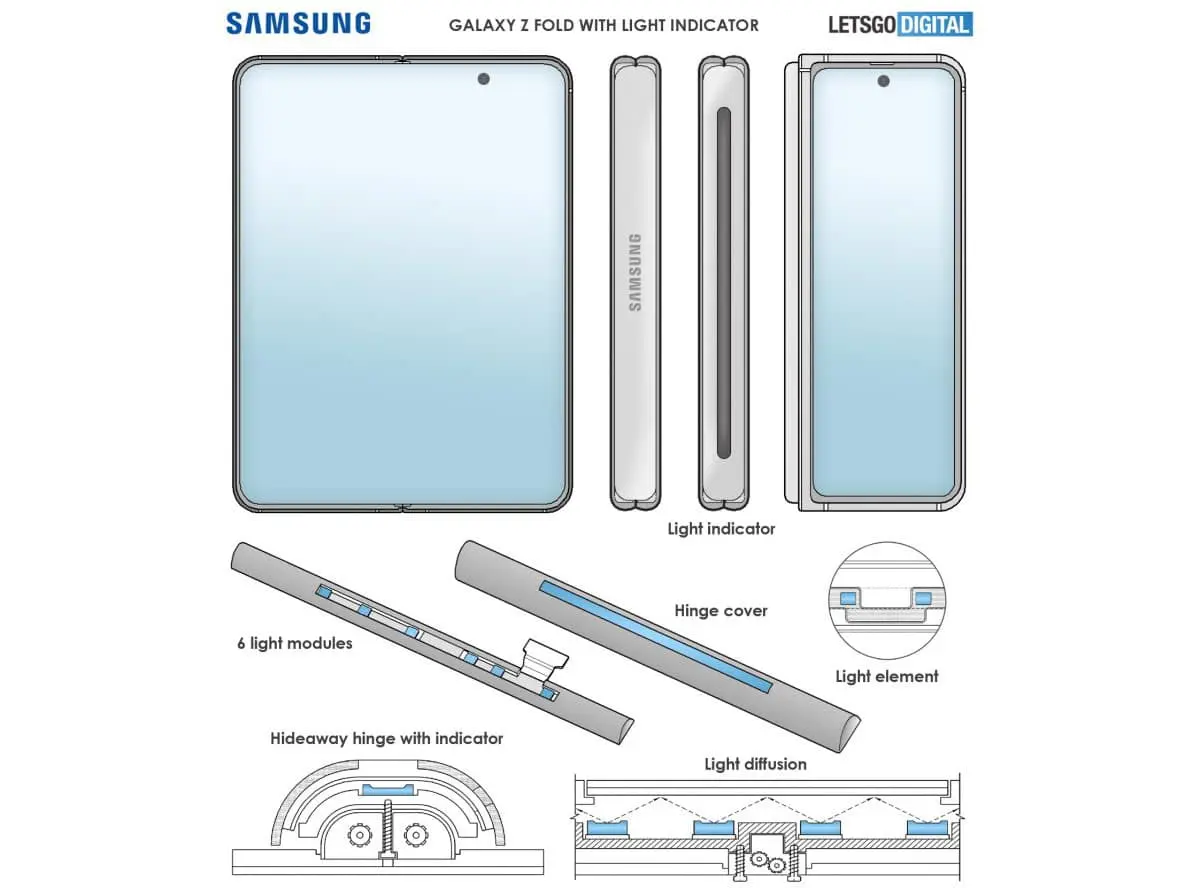 SAMSUNG
GALAXY Z FOLD WITH LIGHT INDICATOR
LETSGO DIGITAL
SAMSUNG
Light indicator
Hinge cover
6 light modules
Light element
Hideaway hinge with indicator
Light diffusion